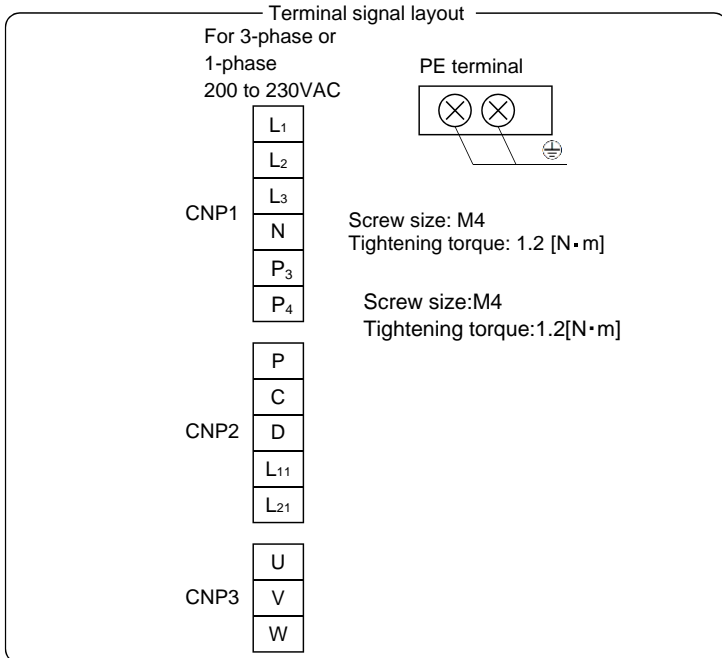 Terminal signal layout
For 3-phase or
1-phase
200 to 230VAC
CNP1
L1
L2
L3
N
P3
P4
PE terminal
Screw size: M4
Tightening torque: 1.2 [N▪m]
Screw size:M4
Tightening torque:1.2[N▪m]
CNP2
P
C
D
L11
L21
CNP3
U
V
W